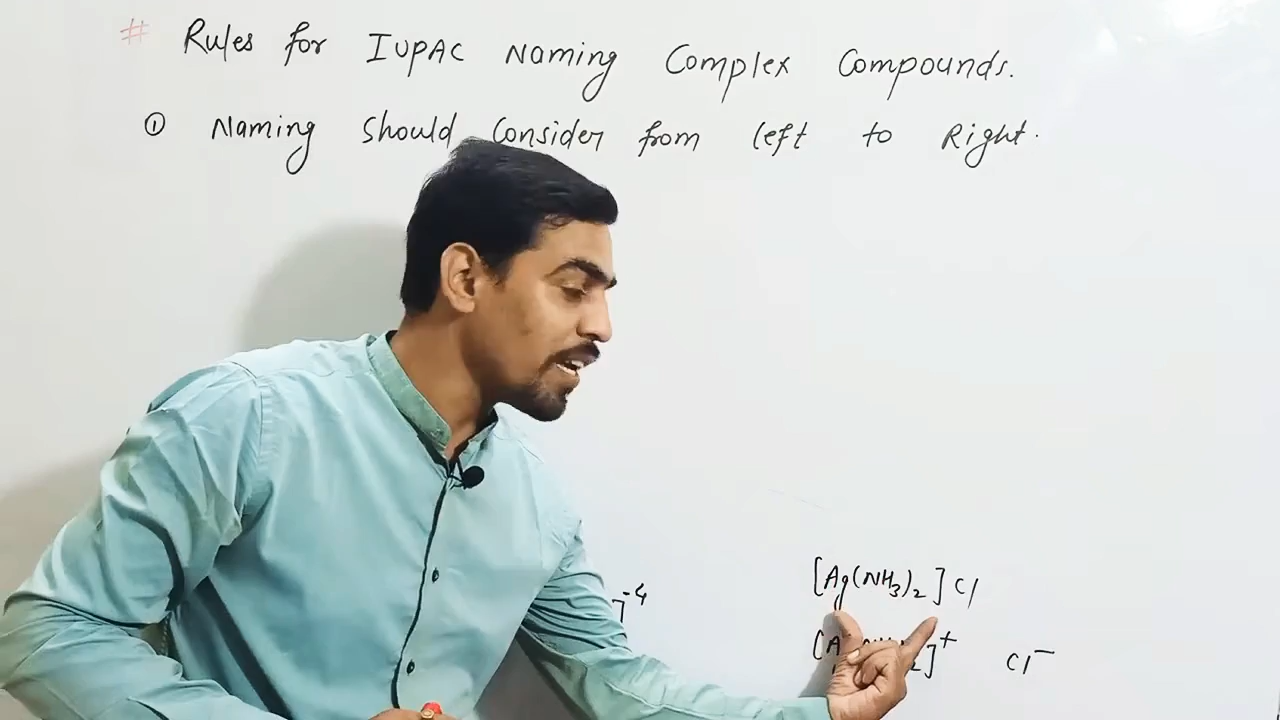 # Rules for IUPAC Naming Complex Compounds.
① Naming Should Consider from left to Right.
]⁻⁴
[Ag(NH₃)₂]Cl
]⁺ Cl⁻